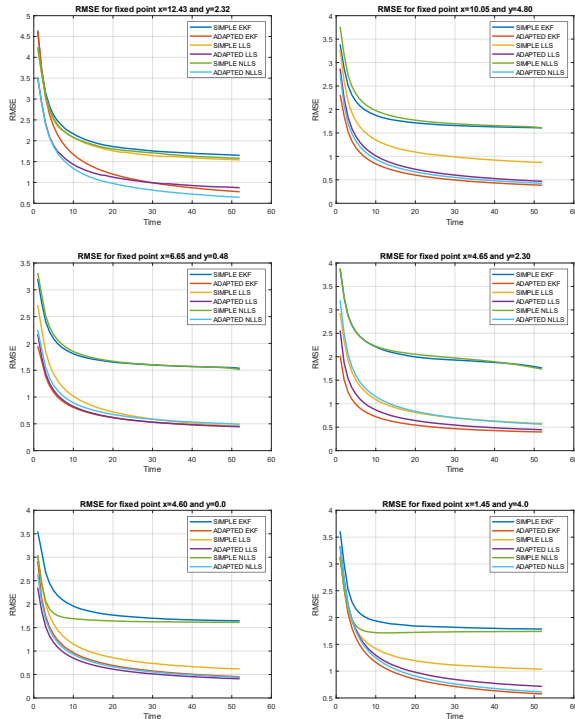 RMSE for fixed point x=12.43 and y=2.32
5
4.5
4
3.5
3
2.5
2
1.5
1
0.5
RMSE
0 10 20 30 40 50 60
Time
SIMPLE EKF
ADAPTED EKF
SIMPLE LLS
ADAPTED LLS
SIMPLE NLLS
ADAPTED NLLS
RMSE for fixed point x=10.05 and y=4.80
4
3.5
3
2.5
2
1.5
1
0.5
0
RMSE
0 10 20 30 40 50 60
Time
SIMPLE EKF
ADAPTED EKF
SIMPLE LLS
ADAPTED LLS
SIMPLE NLLS
ADAPTED NLLS
RMSE for fixed point x=6.65 and y=0.48
3.5
3
2.5
2
1.5
1
0.5
0
RMSE
0 10 20 30 40 50 60
Time
SIMPLE EKF
ADAPTED EKF
SIMPLE LLS
ADAPTED LLS
SIMPLE NLLS
ADAPTED NLLS
RMSE for fixed point x=4.65 and y=2.30
4
3.5
3
2.5
2
1.5
1
0.5
0
RMSE
0 10 20 30 40 50 60
Time
SIMPLE EKF
ADAPTED EKF
SIMPLE LLS
ADAPTED LLS
SIMPLE NLLS
ADAPTED NLLS
RMSE for fixed point x=4.60 and y=0.0
4
3.5
3
2.5
2
1.5
1
0.5
0
RMSE
0 10 20 30 40 50 60
Time
SIMPLE EKF
ADAPTED EKF
SIMPLE LLS
ADAPTED LLS
SIMPLE NLLS
ADAPTED NLLS
RMSE for fixed point x=1.45 and y=4.0
4
3.5
3
2.5
2
1.5
1
0.5
RMSE
0 10 20 30 40 50 60
Time
SIMPLE EKF
ADAPTED EKF
SIMPLE LLS
ADAPTED LLS
SIMPLE NLLS
ADAPTED NLLS